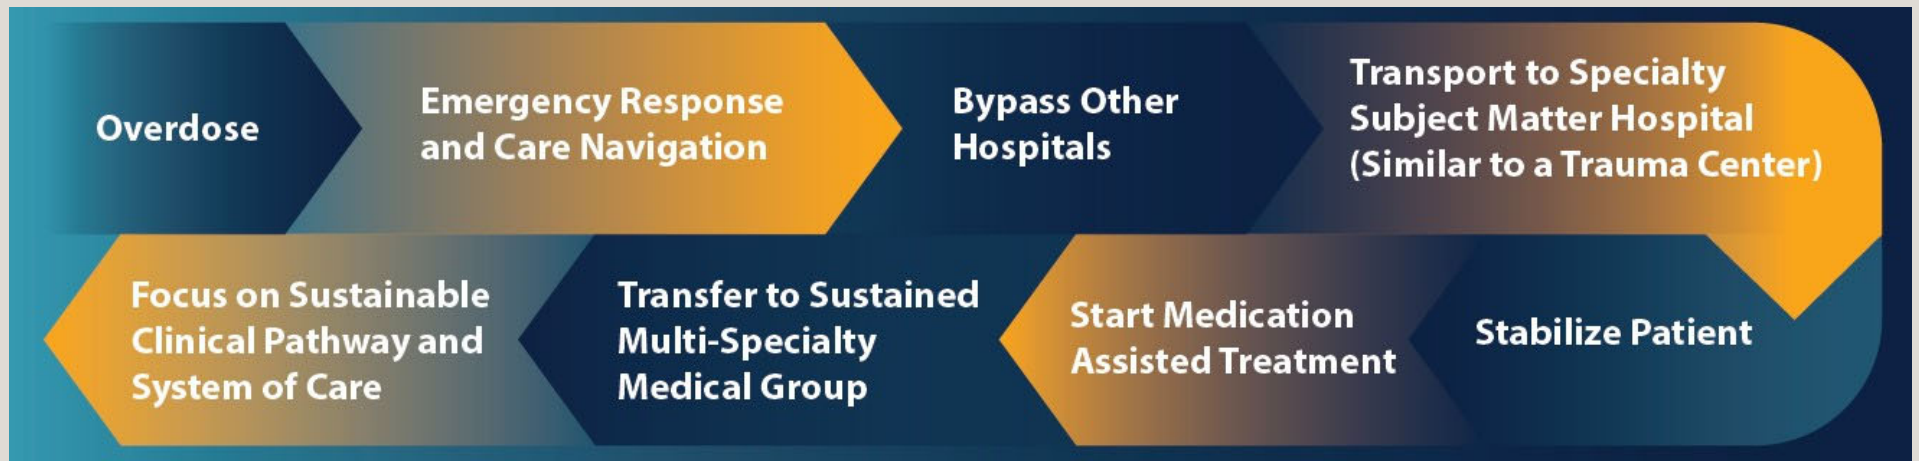 Overdose
Emergency Response
and Care Navigation
Bypass Other
Hospitals
Transport to Specialty
Subject Matter Hospital
(Similar to a Trauma Center)
Stabilize Patient
Start Medication
Assisted Treatment
Transfer to Sustained
Multi-Specialty
Medical Group
Focus on Sustainable
Clinical Pathway and
System of Care